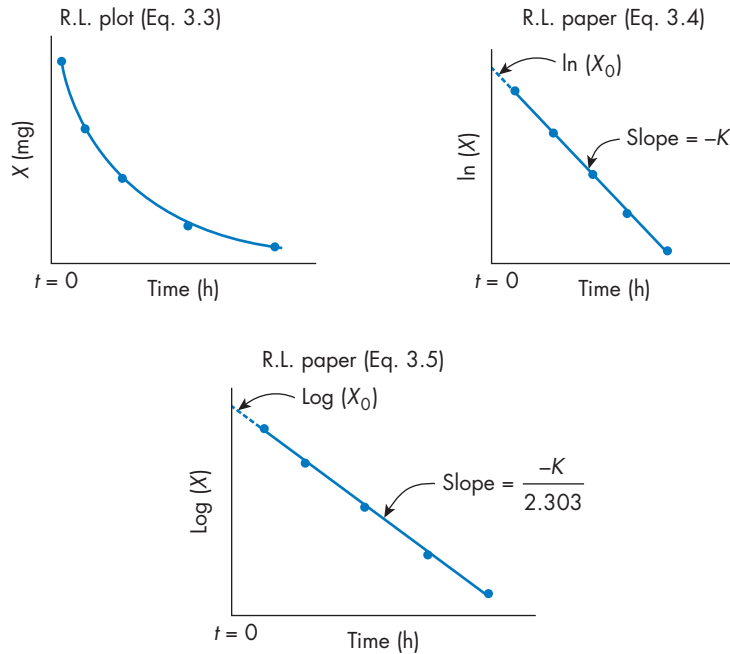 R.L. plot (Eq. 3.3)
X (mg)
t = 0
Time (h)
R.L. paper (Eq. 3.4)
ln (X₀)
Slope = –K
ln (X)
t = 0
Time (h)
R.L. paper (Eq. 3.5)
Log (X₀)
Slope = –K
2.303
Log (X)
t = 0
Time (h)